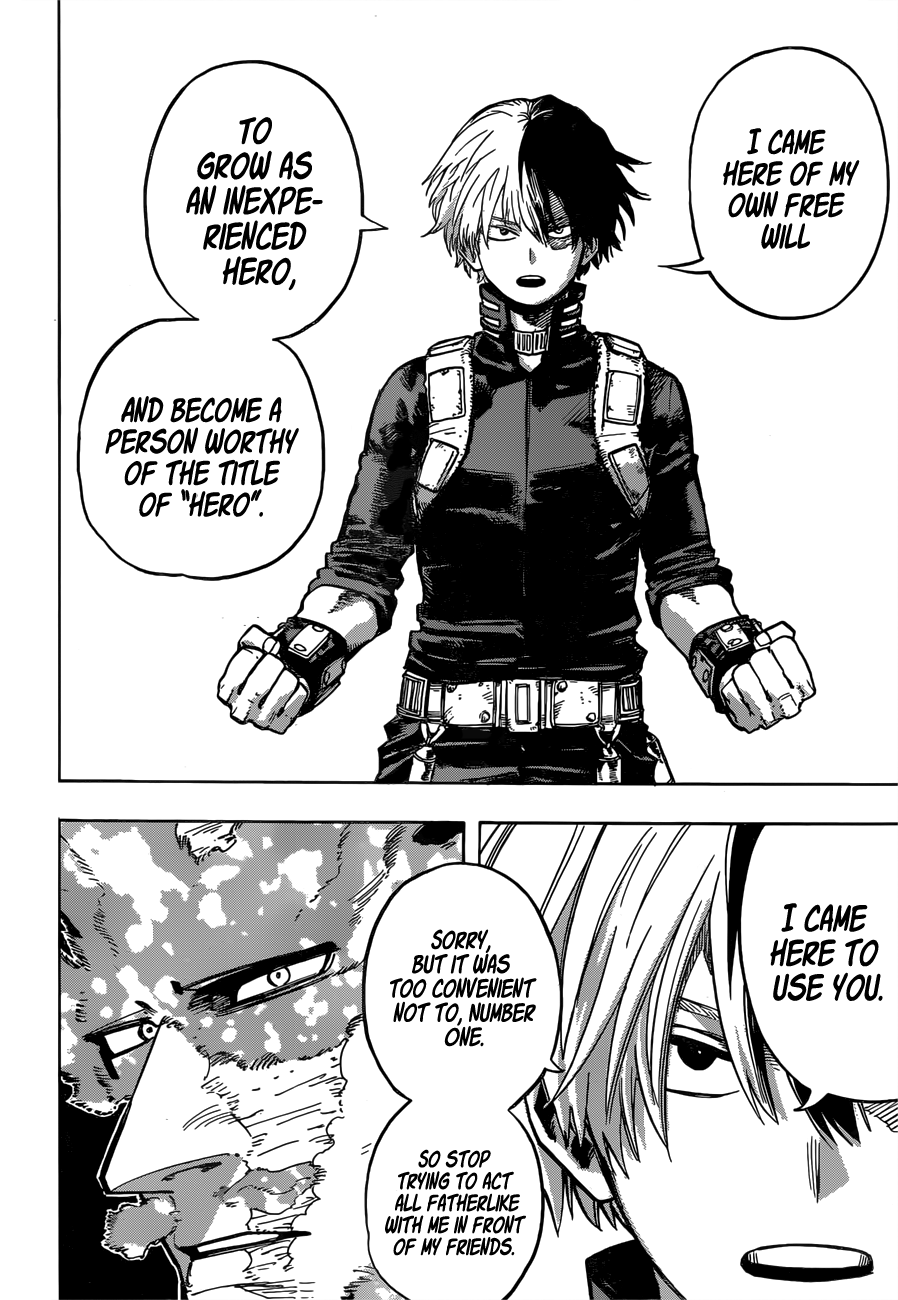 I CAME
HERE OF MY
OWN FREE
WILL
TO
GROW AS
AN INEXPE-
RIENCED
HERO,
AND BECOME A
PERSON WORTHY
OF THE TITLE
OF "HERO".
I CAME
HERE TO
USE YOU.
SORRY,
BUT IT WAS
TOO CONVENIENT
NOT TO, NUMBER
ONE.
SO STOP
TRYING TO ACT
ALL FATHERLIKE
WITH ME IN FRONT
OF MY FRIENDS.